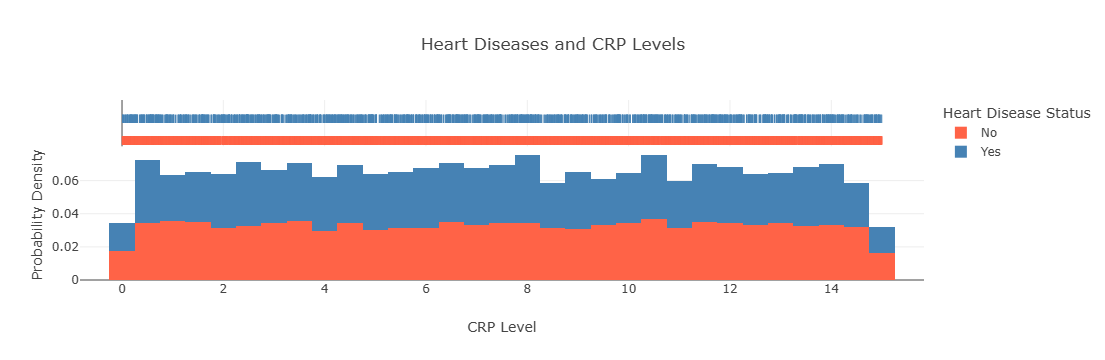 Heart Diseases and CRP Levels
Heart Disease Status
No
Yes
Probability Density
0.06
0.04
0.02
0
0 2 4 6 8 10 12 14
CRP Level